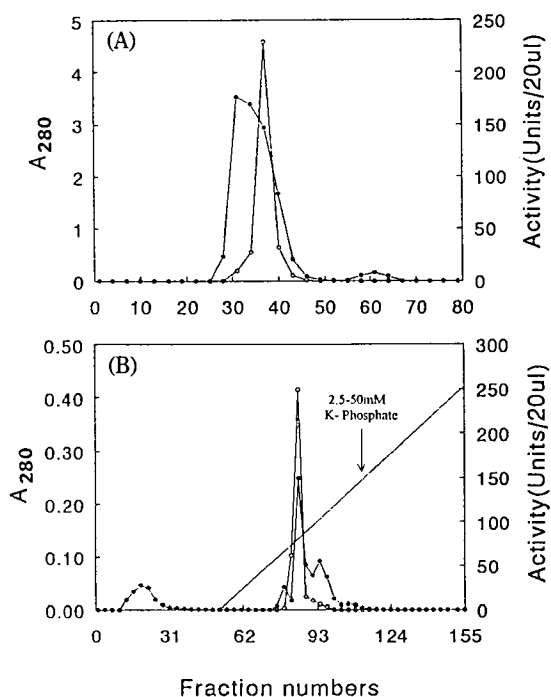 (A)
5
4
3
2
1
0
A280
250
200
150
100
50
0
Activity(Units/20ul)
0 10 20 30 40 50 60 70 80
(B)
0.50
0.40
0.30
0.20
0.10
0.00
A280
2.5-50mM
K- Phosphate
300
250
200
150
100
50
0
Activity(Units/20ul)
0 31 62 93 124 155
Fraction numbers